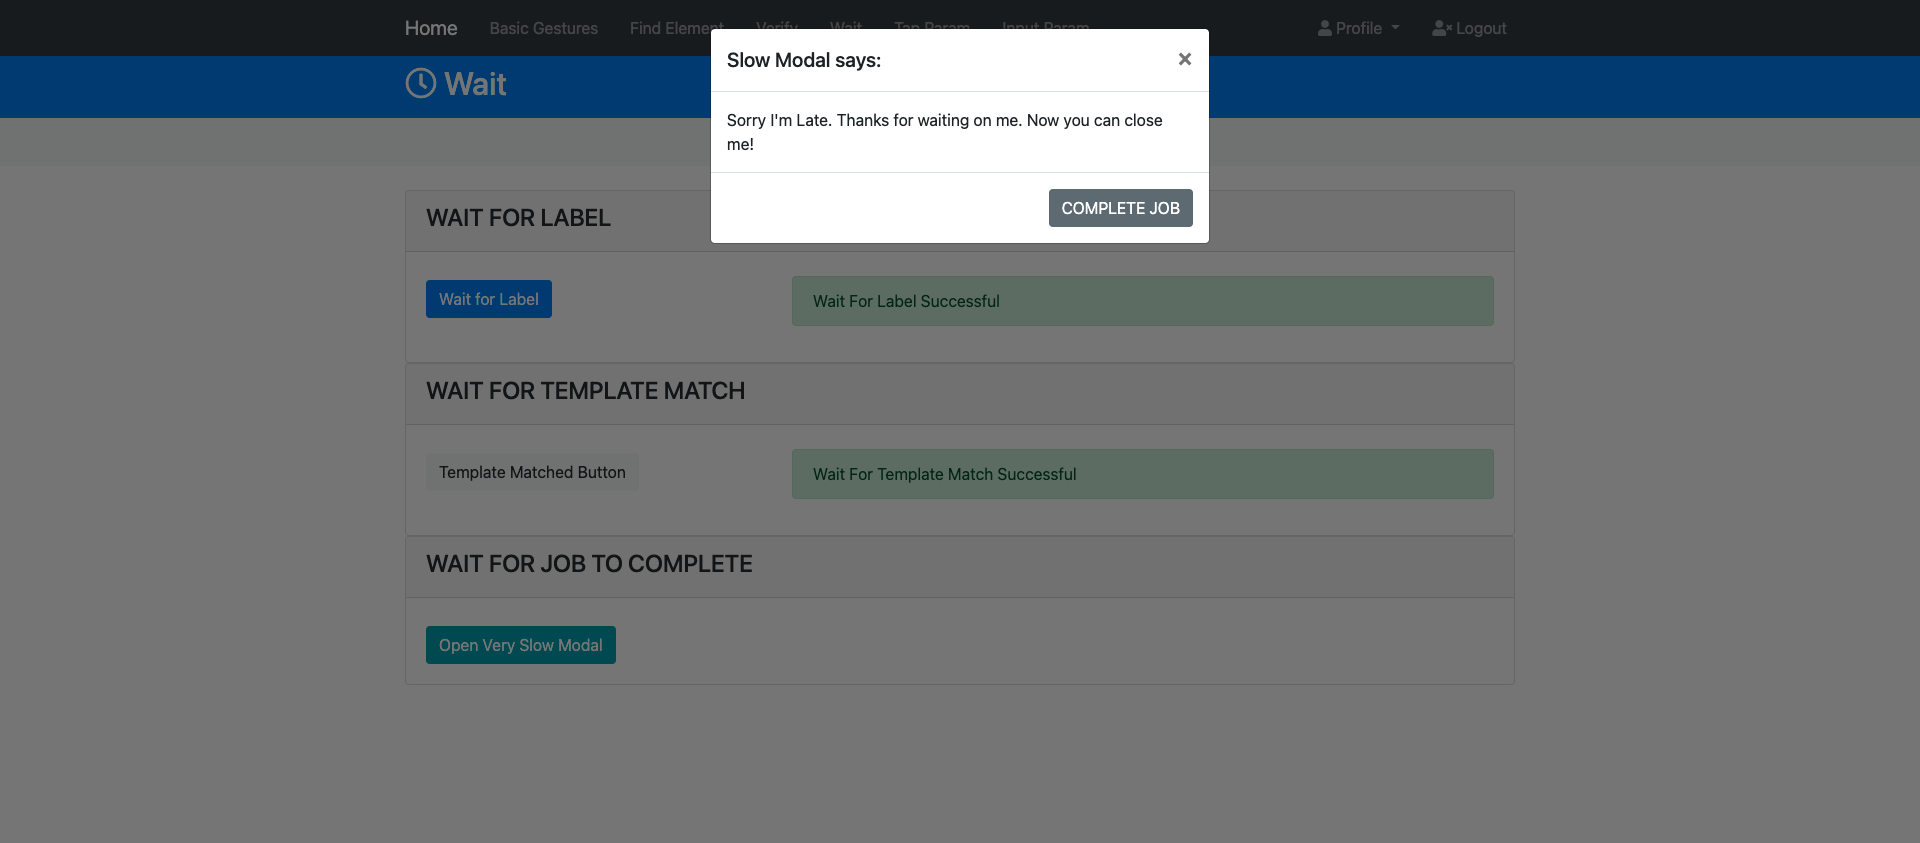 Home Basic Gestures Find Element Verify Wait Tap Param Input Param Profile Logout
Slow Modal says: ×
Wait
Sorry I'm Late. Thanks for waiting on me. Now you can close
me!
COMPLETE JOB
WAIT FOR LABEL
Wait for Label
Wait For Label Successful
WAIT FOR TEMPLATE MATCH
Template Matched Button
Wait For Template Match Successful
WAIT FOR JOB TO COMPLETE
Open Very Slow Modal